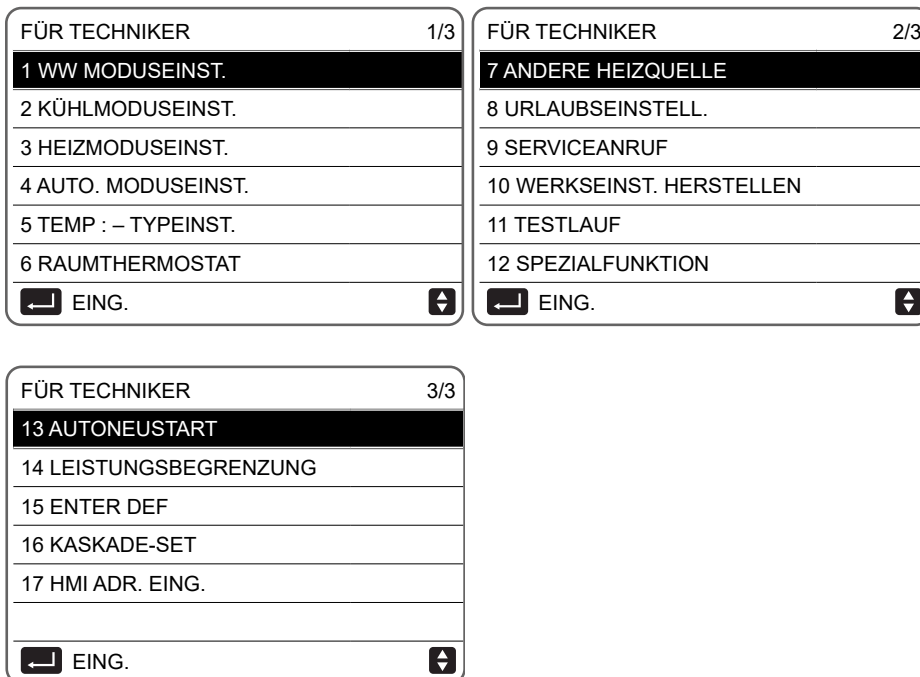 FÜR TECHNIKER 1/3
1 WW MODUSEINST.
2 KÜHLMODUSEINST.
3 HEIZMODUSEINST.
4 AUTO. MODUSEINST.
5 TEMP : – TYPEINST.
6 RAUMTHERMOSTAT
EING.
FÜR TECHNIKER 2/3
7 ANDERE HEIZQUELLE
8 URLAUBSEINSTELL.
9 SERVICEANRUF
10 WERKSEINST. HERSTELLEN
11 TESTLAUF
12 SPEZIALFUNKTION
EING.
FÜR TECHNIKER 3/3
13 AUTONEUSTART
14 LEISTUNGSBEGRENZUNG
15 ENTER DEF
16 KASKADE-SET
17 HMI ADR. EING.
EING.